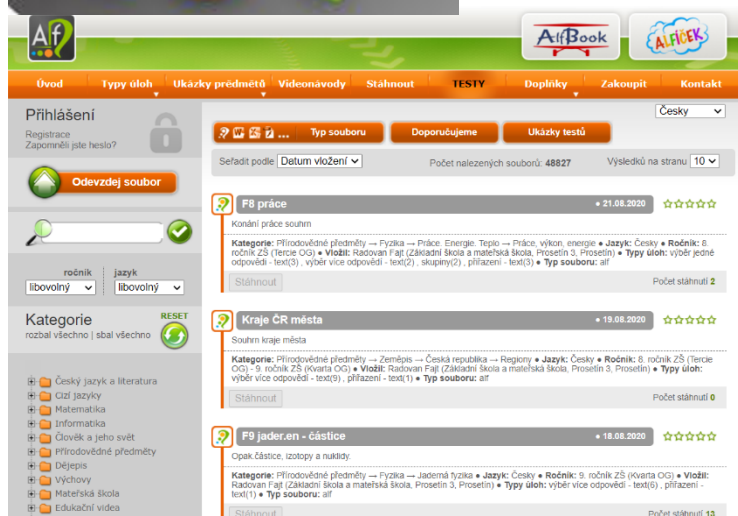 Af?
AlfBook
ALFÍČEK
Úvod Typy úloh Ukázky předmětů Videonávody Stáhnout TESTY Doplňky Zakoupit Kontakt
Přihlášení
Registrace
Zapomněli jste heslo?
Odevzdej soubor
ročník jazyk
libovolný libovolný
Kategorie RESET
rozbal všechno | sbal všechno
Český jazyk a literatura
Cizí jazyky
Matematika
Informatika
Člověk a jeho svět
Přírodovědné předměty
Dějepis
Výchovy
Mateřská škola
Edukační videa
Česky
... Typ souboru Doporučujeme Ukázky testů
Seřadit podle Datum vložení Počet nalezených souborů: 48827 Výsledků na stranu 10
F8 práce ● 21.08.2020
Konání práce souhrn
Kategorie: Přírodovědné předměty → Fyzika → Práce. Energie. Teplo → Práce, výkon, energie ● Jazyk: Česky ● Ročník: 8.
ročník ZŠ (Tercie OG) ● Vložil: Radovan Fajt (Základní škola a mateřská škola, Prosetín 3, Prosetín) ● Typy úloh: výběr jedné
odpovědi - text(3) , výběr více odpovědí - text(2) , skupiny(2) , přiřazení - text(3) ● Typ souboru: alf
Stáhnout Počet stáhnutí 2
Kraje ČR města ● 19.08.2020
Souhrn kraje města
Kategorie: Přírodovědné předměty → Zeměpis → Česká republika → Regiony ● Jazyk: Česky ● Ročník: 8. ročník ZŠ (Tercie
OG) - 9. ročník ZŠ (Kvarta OG) ● Vložil: Radovan Fajt (Základní škola a mateřská škola, Prosetín 3, Prosetín) ● Typy úloh:
výběr více odpovědí - text(9) , přiřazení - text(1) ● Typ souboru: alf
Stáhnout Počet stáhnutí 0
F9 jader.en - částice ● 18.08.2020
Opak.částice, izotopy a nuklidy.
Kategorie: Přírodovědné předměty → Fyzika → Jaderná fyzika ● Jazyk: Česky ● Ročník: 9. ročník ZŠ (Kvarta OG) ● Vložil:
Radovan Fajt (Základní škola a mateřská škola, Prosetín 3, Prosetín) ● Typy úloh: výběr více odpovědí - text(6) , přiřazení -
text(1) ● Typ souboru: alf
Stáhnout Počet stáhnutí 13